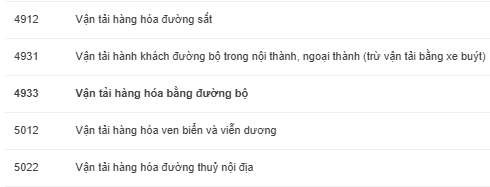 4912 Vận tải hàng hóa đường sắt
4931 Vận tải hành khách đường bộ trong nội thành, ngoại thành (trừ vận tải bằng xe buýt)
4933 Vận tải hàng hóa bằng đường bộ
5012 Vận tải hàng hóa ven biển và viễn dương
5022 Vận tải hàng hóa đường thuỷ nội địa